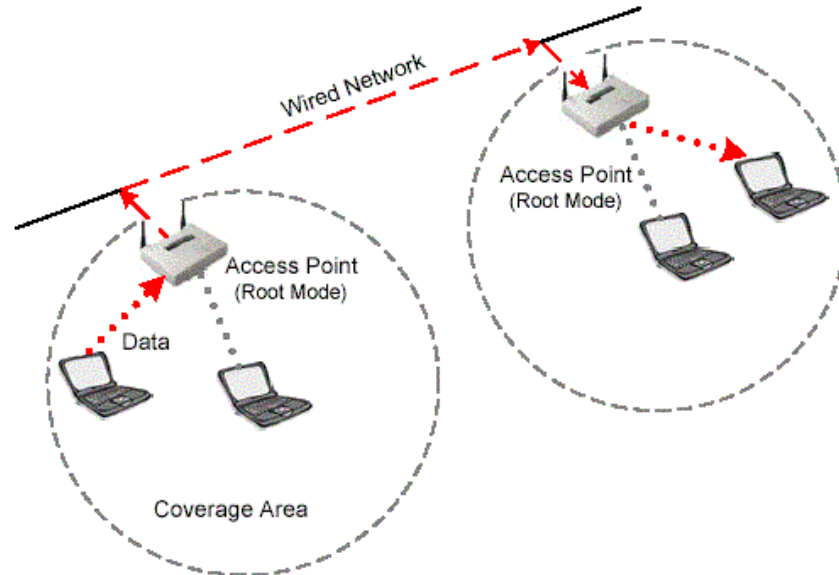 Wired Network
Access Point
(Root Mode)
Access Point
(Root Mode)
Data
Coverage Area